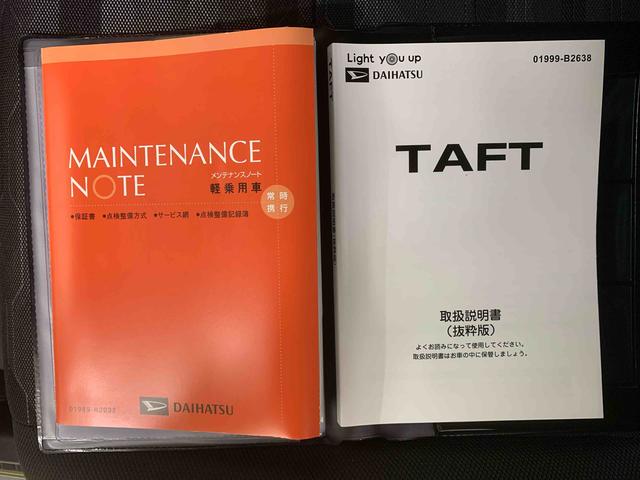 MAINTENANCE
NOTE
メンテナンスノート
軽乗用車
常時
携行
●保証書 ●点検整備方式 ●サービス網 ●点検整備記録簿
01989-B2038
DAIHATSU
Light you up
DAIHATSU
01999-B2638
TAFT
取扱説明書
(抜粋版)
よくお読みになって使用してください。
取扱説明書はお車の中に保管しましょう。